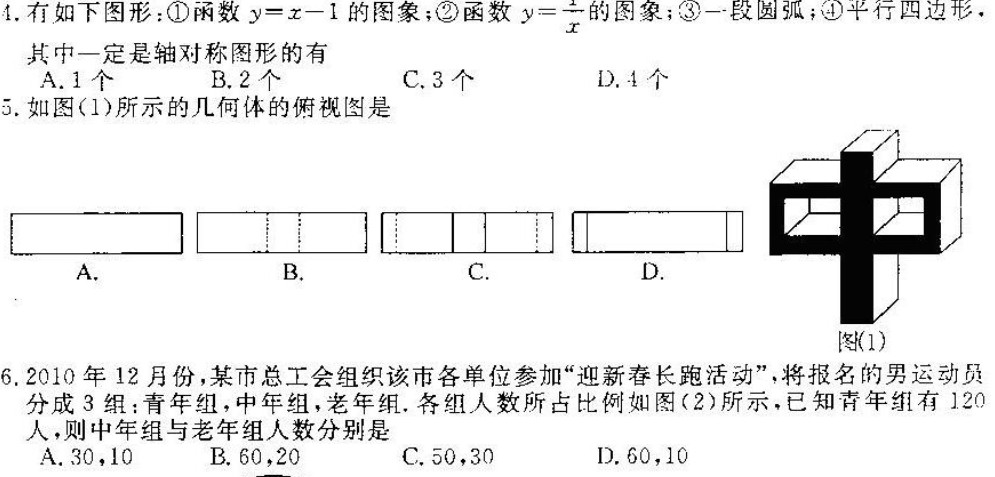 4.有如下图形:①函数 y=x-1 的图象;②函数 y=1/x 的图象;③一段圆弧;④平行四边形.
其中一定是轴对称图形的有
A.1个 B.2个 C.3个 D.4个
5.如图(1)所示的几何体的俯视图是
A. B. C. D.
图(1)
6.2010年12月份,某市总工会组织该市各单位参加“迎新春长跑活动”,将报名的男运动员
分成3组:青年组,中年组,老年组.各组人数所占比例如图(2)所示,已知青年组有120
人,则中年组与老年组人数分别是
A.30,10 B.60,20 C.50,30 D.60,10